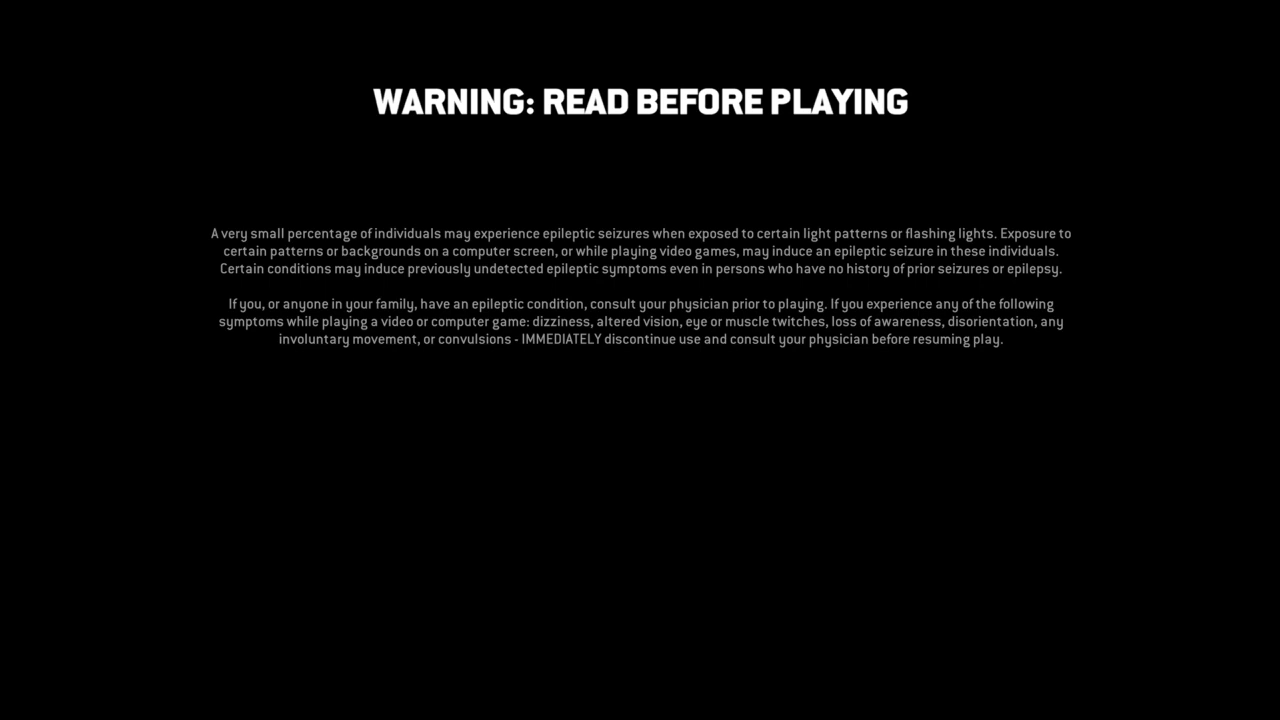 WARNING: READ BEFORE PLAYING
A very small percentage of individuals may experience epileptic seizures when exposed to certain light patterns or flashing lights. Exposure to
certain patterns or backgrounds on a computer screen, or while playing video games, may induce an epileptic seizure in these individuals.
Certain conditions may induce previously undetected epileptic symptoms even in persons who have no history of prior seizures or epilepsy.
If you, or anyone in your family, have an epileptic condition, consult your physician prior to playing. If you experience any of the following
symptoms while playing a video or computer game: dizziness, altered vision, eye or muscle twitches, loss of awareness, disorientation, any
involuntary movement, or convulsions - IMMEDIATELY discontinue use and consult your physician before resuming play.